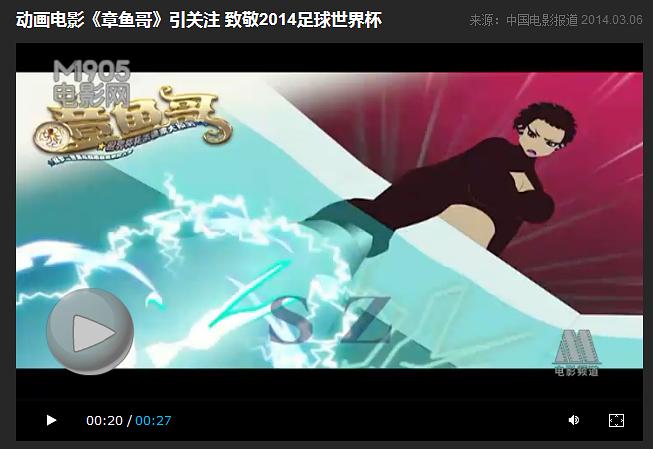 动画电影《章鱼哥》引关注 致敬2014足球世界杯
来源：中国电影报道 2014.03.06
M1905
电影网
章鱼哥
SZ
电影频道
00:20 / 00:27